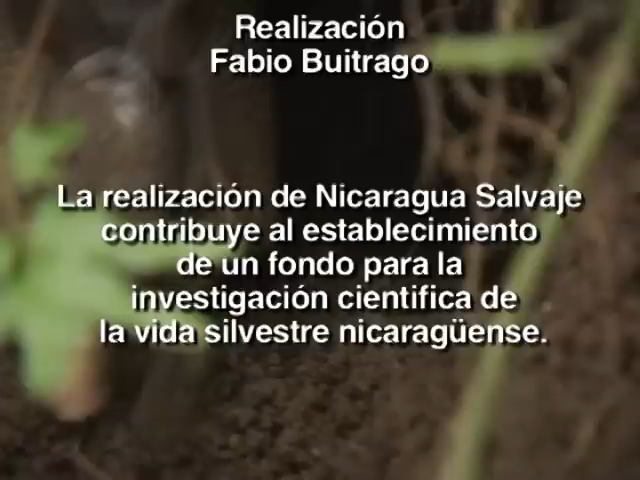 Realización
Fabio Buitrago
La realización de Nicaragua Salvaje
contribuye al establecimiento
de un fondo para la
investigación cientifica de
la vida silvestre nicaragüense.